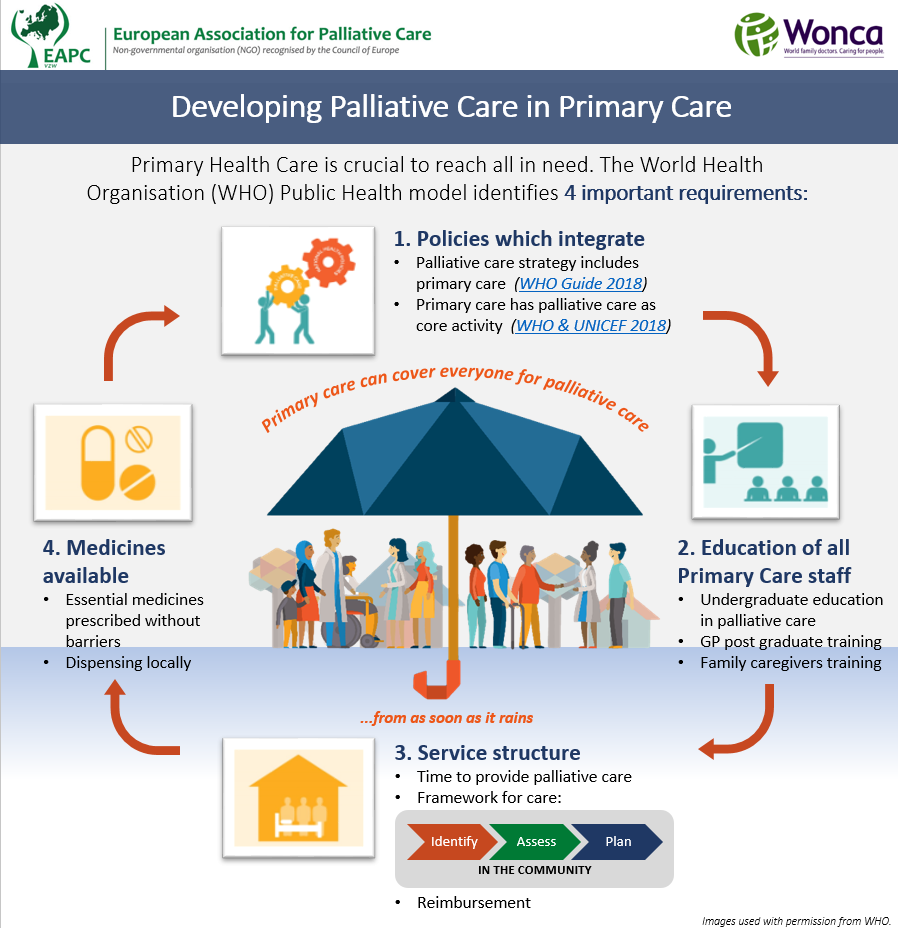 EAPC
VZW
European Association for Palliative Care
Non-governmental organisation (NGO) recognised by the Council of Europe
Wonca
World family doctors. Caring for people.
Developing Palliative Care in Primary Care
Primary Health Care is crucial to reach all in need. The World Health
Organisation (WHO) Public Health model identifies 4 important requirements:
1. Policies which integrate
• Palliative care strategy includes
primary care (WHO Guide 2018)
• Primary care has palliative care as
core activity (WHO & UNICEF 2018)
Primary care can cover everyone for palliative care
4. Medicines
available
• Essential medicines
prescribed without
barriers
• Dispensing locally
2. Education of all
Primary Care staff
• Undergraduate education
in palliative care
• GP post graduate training
• Family caregivers training
...from as soon as it rains
3. Service structure
• Time to provide palliative care
• Framework for care:
Identify Assess Plan
IN THE COMMUNITY
• Reimbursement
Images used with permission from WHO.